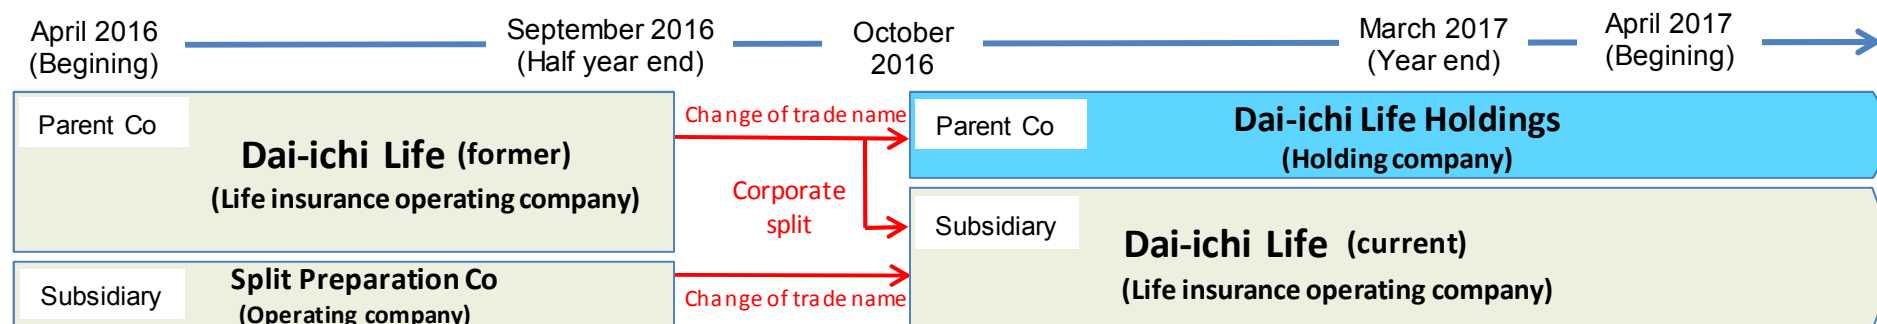 April 2016
(Begining)
September 2016
(Half year end)
October
2016
March 2017
(Year end)
April 2017
(Begining)
Parent Co
Dai-ichi Life (former)
(Life insurance operating company)
Change of trade name
Corporate
split
Parent Co
Dai-ichi Life Holdings
(Holding company)
Subsidiary
Split Preparation Co
(Operating company)
Change of trade name
Subsidiary
Dai-ichi Life (current)
(Life insurance operating company)